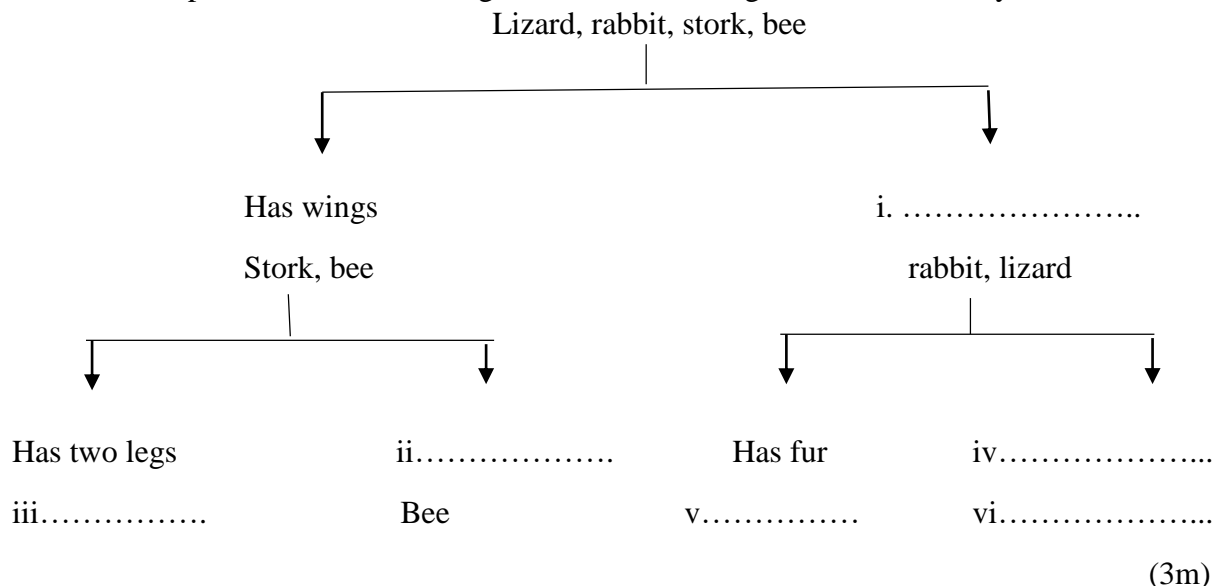 Lizard, rabbit, stork, bee
Has wings i. ……………………..
Stork, bee rabbit, lizard
Has two legs ii………………. Has fur iv………………...
iii……………. Bee v…………… vi………………...
(3m)